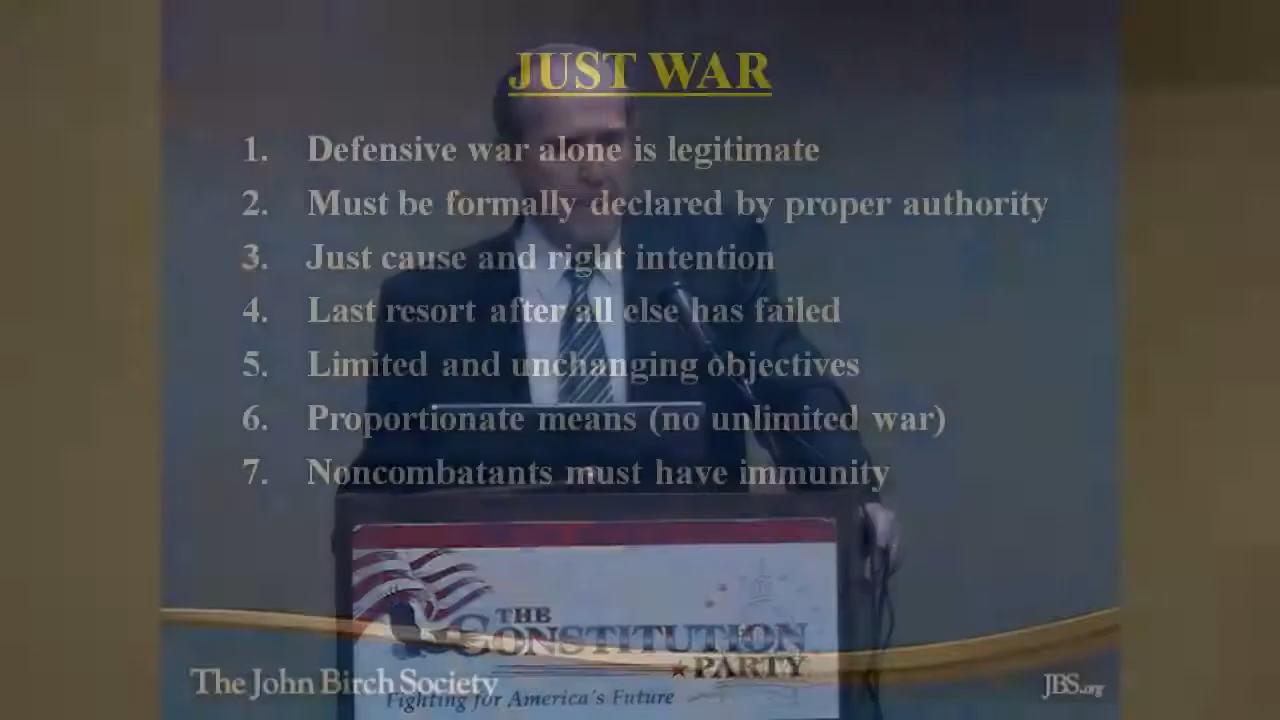 JUST WAR
1. Defensive war alone is legitimate
2. Must be formally declared by proper authority
3. Just cause and right intention
4. Last resort after all else has failed
5. Limited and unchanging objectives
6. Proportionate means (no unlimited war)
7. Noncombatants must have immunity
THE
CONSTITUTION
PARTY
The John Birch Society
JBS.org
Fighting for America's Future